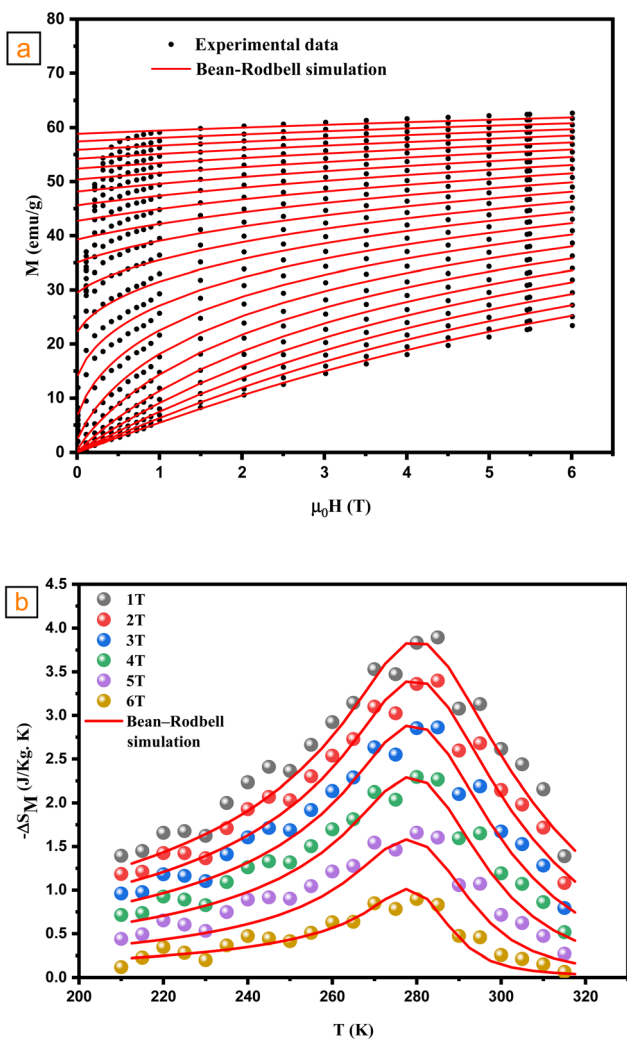 a
Experimental data
Bean-Rodbell simulation
80
70
60
50
40
30
20
10
0
M (emu/g)
0 1 2 3 4 5 6
μ₀H (T)
b
1T
2T
3T
4T
5T
6T
Bean–Rodbell
simulation
4.5
4.0
3.5
3.0
2.5
2.0
1.5
1.0
0.5
0.0
-ΔS_M (J/Kg. K)
200 220 240 260 280 300 320
T (K)